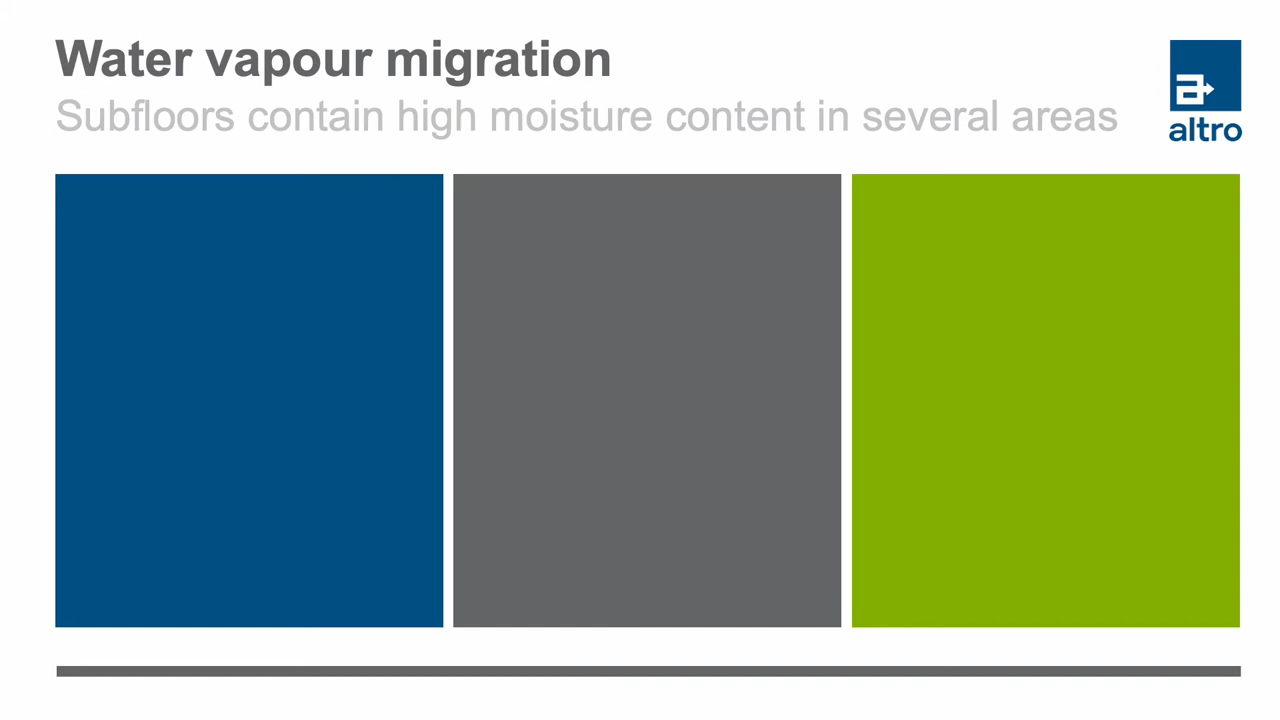 Water vapour migration
Subfloors contain high moisture content in several areas
altro